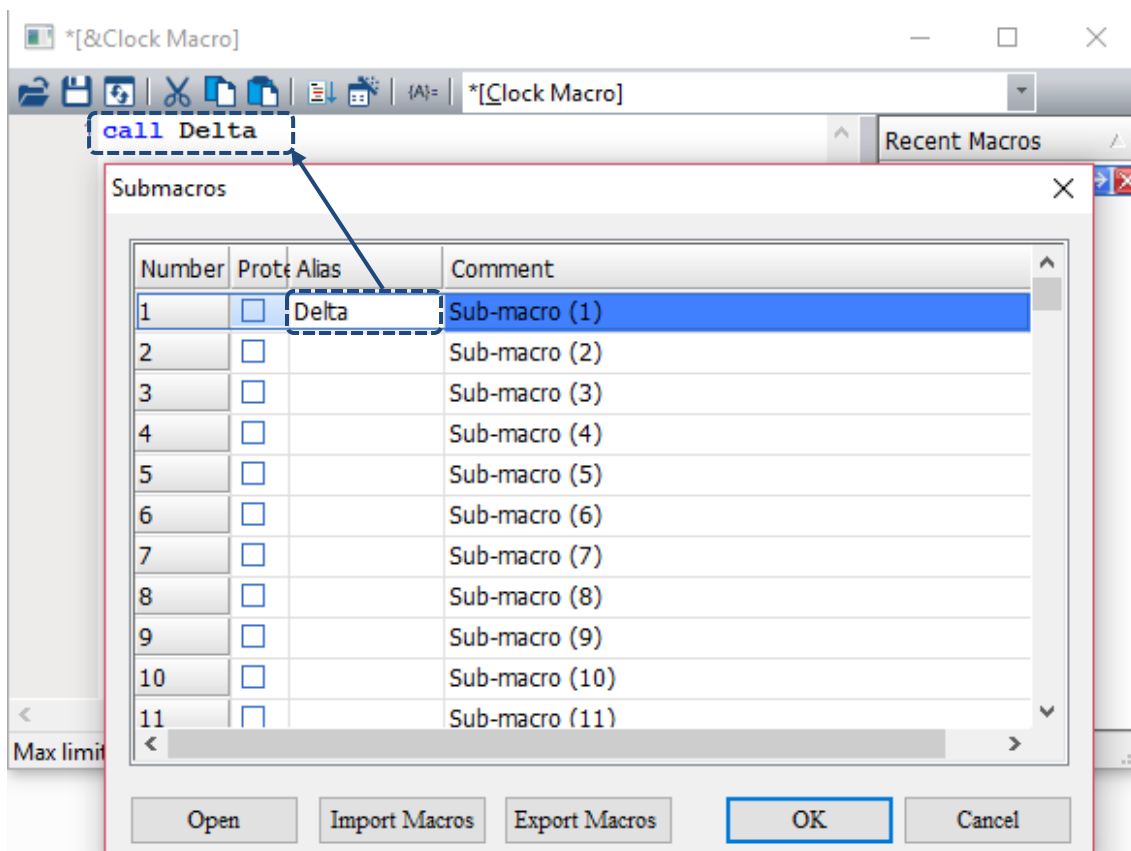 *[&Clock Macro]
{A}= *[Clock Macro]
call Delta
Recent Macros
Submacros
Number Prote Alias Comment
1 Delta Sub-macro (1)
2 Sub-macro (2)
3 Sub-macro (3)
4 Sub-macro (4)
5 Sub-macro (5)
6 Sub-macro (6)
7 Sub-macro (7)
8 Sub-macro (8)
9 Sub-macro (9)
10 Sub-macro (10)
11 Sub-macro (11)
Max limit
Open Import Macros Export Macros OK Cancel